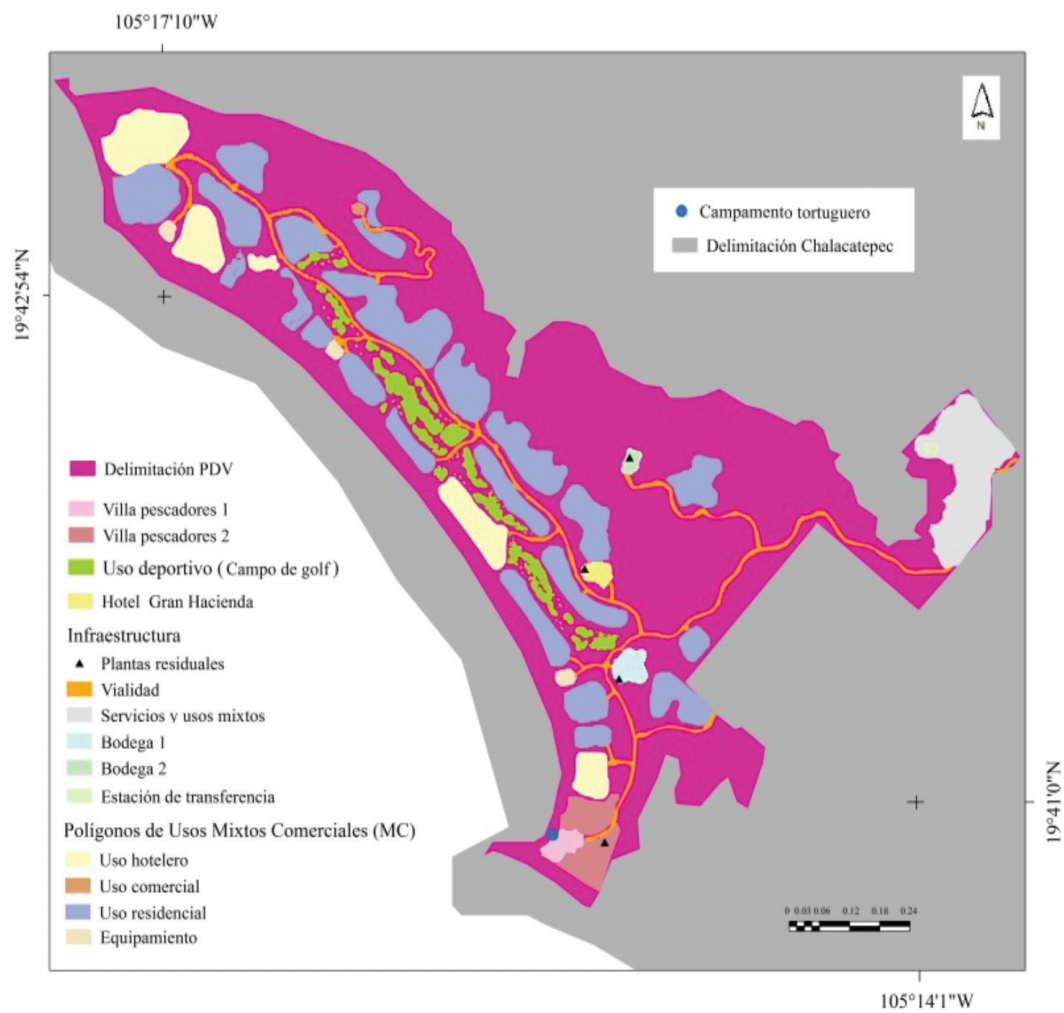 105°17'10"W
N
Campamento tortuguero
Delimitación Chalacatepec
19°42'54"N
Delimitación PDV
Villa pescadores 1
Villa pescadores 2
Uso deportivo (Campo de golf)
Hotel Gran Hacienda
Infraestructura
Plantas residuales
Vialidad
Servicios y usos mixtos
Bodega 1
Bodega 2
Estación de transferencia
Polígonos de Usos Mixtos Comerciales (MC)
Uso hotelero
Uso comercial
Uso residencial
Equipamiento
19°41'0"N
0 0.03 0.06 0.12 0.18 0.24
105°14'1"W